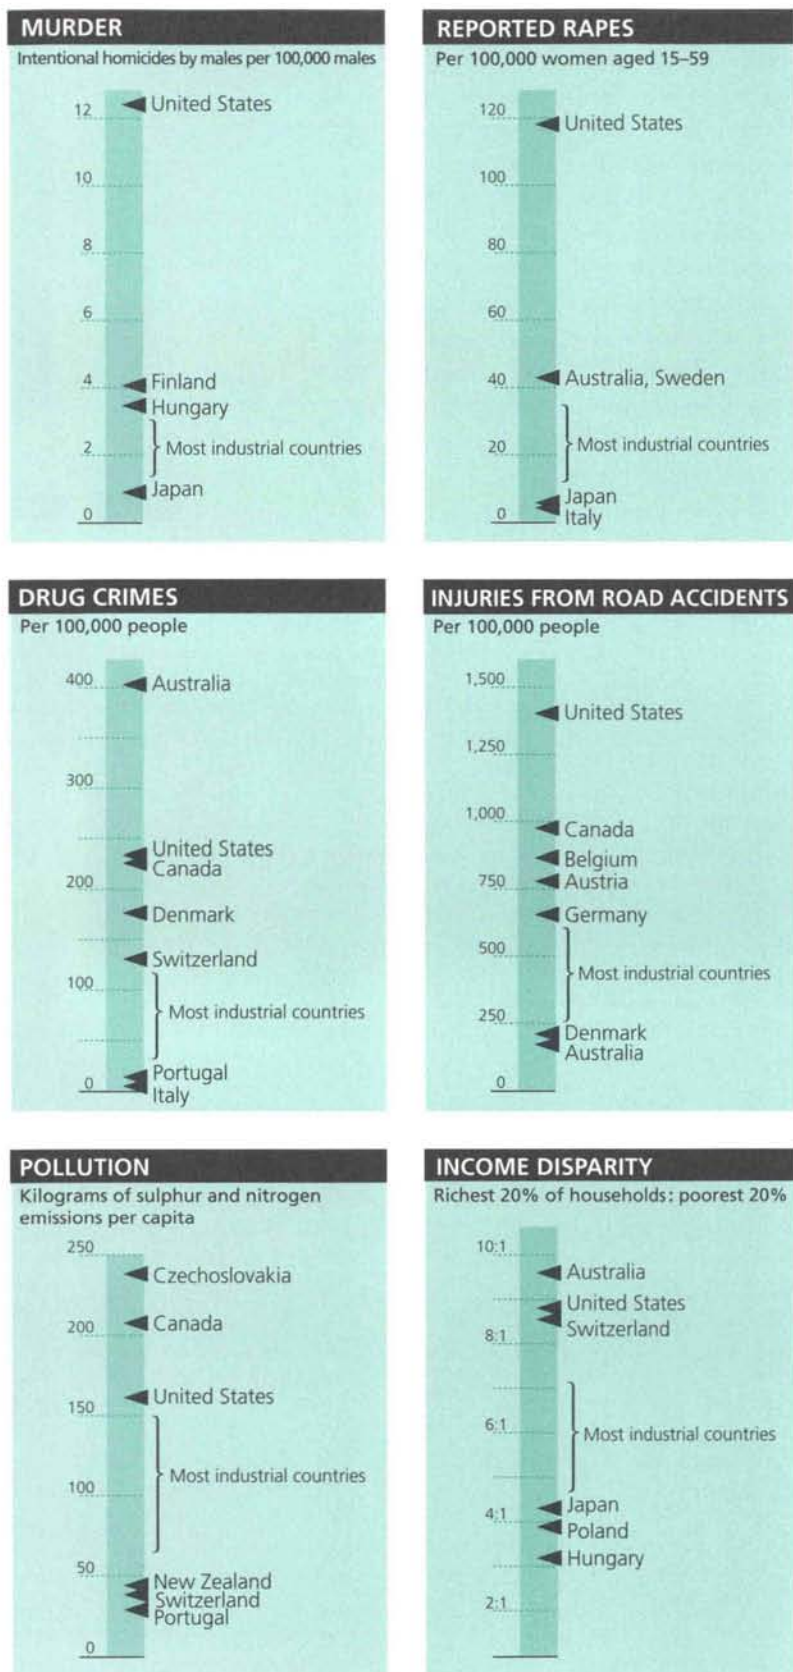 MURDER
Intentional homicides by males per 100,000 males
12
United States
10
8
6
4
Finland
Hungary
2
Most industrial countries
Japan
0
REPORTED RAPES
Per 100,000 women aged 15–59
120
United States
100
80
60
40
Australia, Sweden
20
Most industrial countries
Japan
0
Italy
DRUG CRIMES
Per 100,000 people
400
Australia
300
United States
Canada
200
Denmark
Switzerland
100
Most industrial countries
Portugal
0
Italy
INJURIES FROM ROAD ACCIDENTS
Per 100,000 people
1,500
United States
1,250
1,000
Canada
Belgium
750
Austria
Germany
500
Most industrial countries
250
Denmark
Australia
0
POLLUTION
Kilograms of sulphur and nitrogen
emissions per capita
250
Czechoslovakia
200
Canada
United States
150
Most industrial countries
100
50
New Zealand
Switzerland
Portugal
0
INCOME DISPARITY
Richest 20% of households: poorest 20%
10:1
Australia
United States
Switzerland
8:1
6:1
Most industrial countries
Japan
4:1
Poland
Hungary
2:1